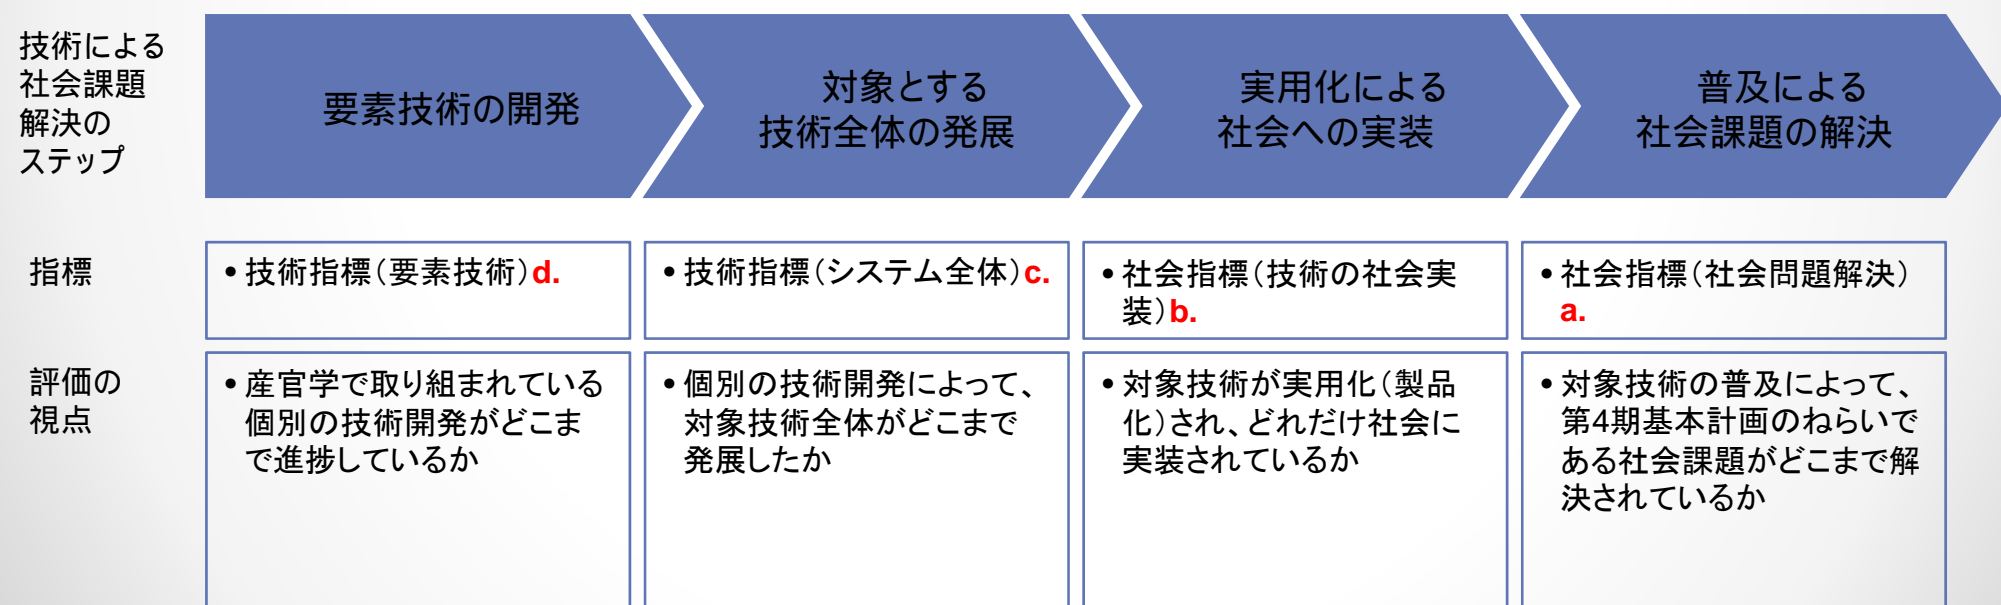 技術による
社会課題
解決の
ステップ
要素技術の開発
対象とする
技術全体の発展
実用化による
社会への実装
普及による
社会課題の解決
指標
•技術指標（要素技術）d.
•技術指標（システム全体）c.
•社会指標（技術の社会実
装）b.
•社会指標（社会問題解決）
a.
評価の
視点
•産官学で取り組まれている
個別の技術開発がどこま
で進捗しているか
•個別の技術開発によって、
対象技術全体がどこまで
発展したか
•対象技術が実用化（製品
化）され、どれだけ社会に
実装されているか
•対象技術の普及によって、
第4期基本計画のねらいで
ある社会課題がどこまで解
決されているか